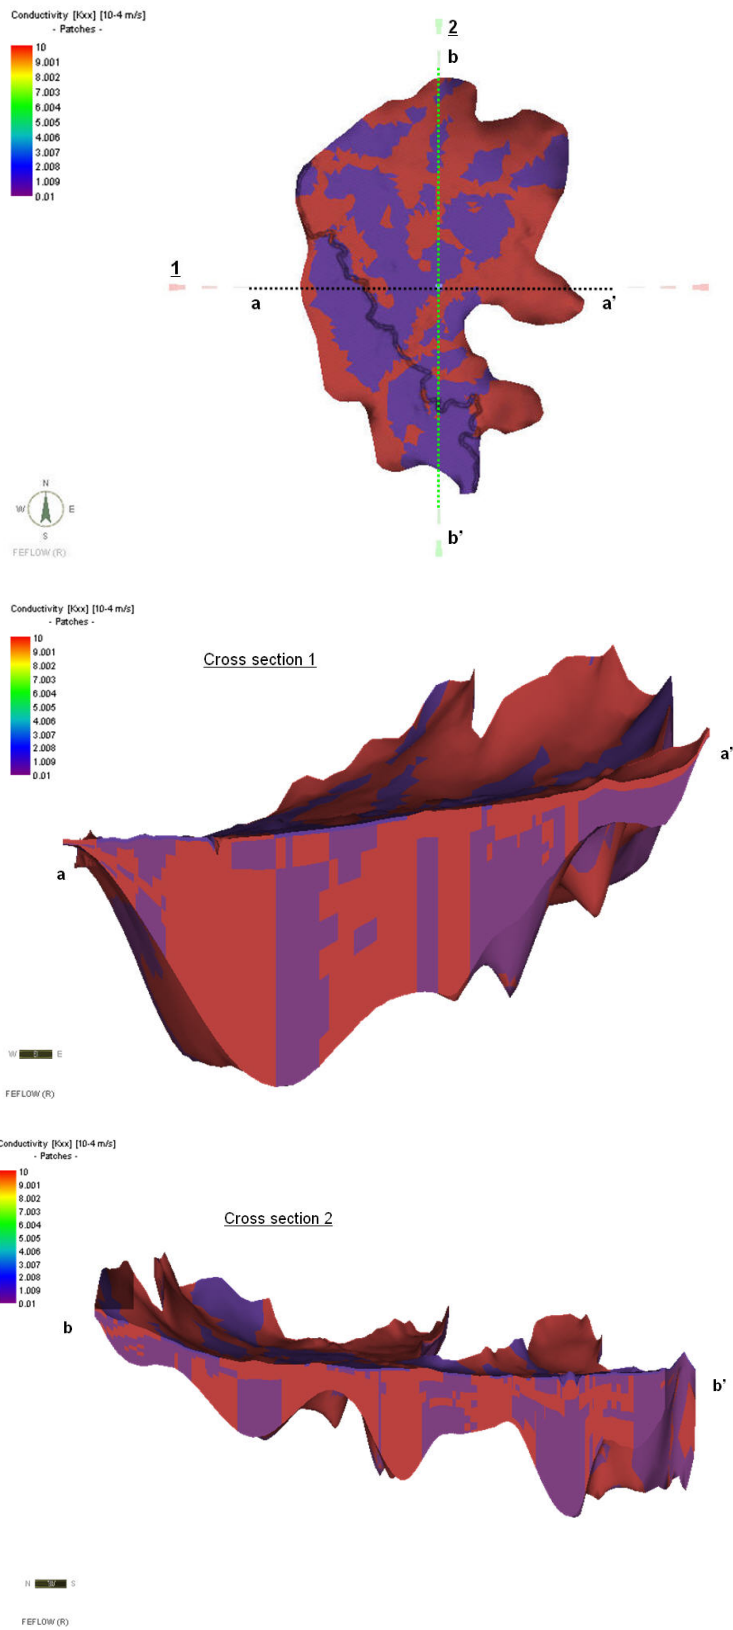 Conductivity [Kxx] [10-4 m/s]
- Patches -
10
9.001
8.002
7.003
6.004
5.005
4.006
3.007
2.008
1.009
0.01
2
b
1
a
a'
b'
N
W E
S
FEFLOW (R)
Conductivity [Kxx] [10-4 m/s]
- Patches -
10
9.001
8.002
7.003
6.004
5.005
4.006
3.007
2.008
1.009
0.01
Cross section 1
a'
a
W S E
FEFLOW (R)
Conductivity [Kxx] [10-4 m/s]
- Patches -
10
9.001
8.002
7.003
6.004
5.005
4.006
3.007
2.008
1.009
0.01
Cross section 2
b
b'
N W S
FEFLOW (R)